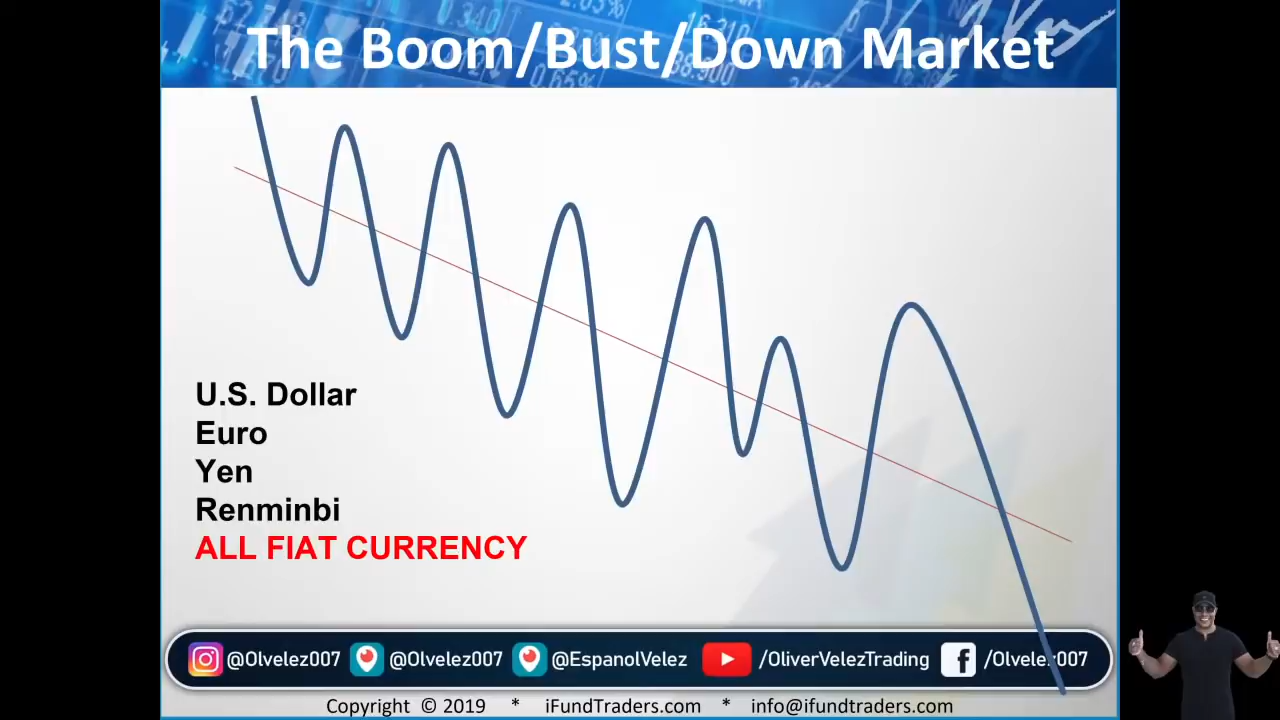 The Boom/Bust/Down Market
U.S. Dollar
Euro
Yen
Renminbi
ALL FIAT CURRENCY
@Olvelez007 @Olvelez007 @EspanolVelez /OliverVelezTrading /Olvelez007
Copyright © 2019 * iFundTraders.com * info@ifundtraders.com